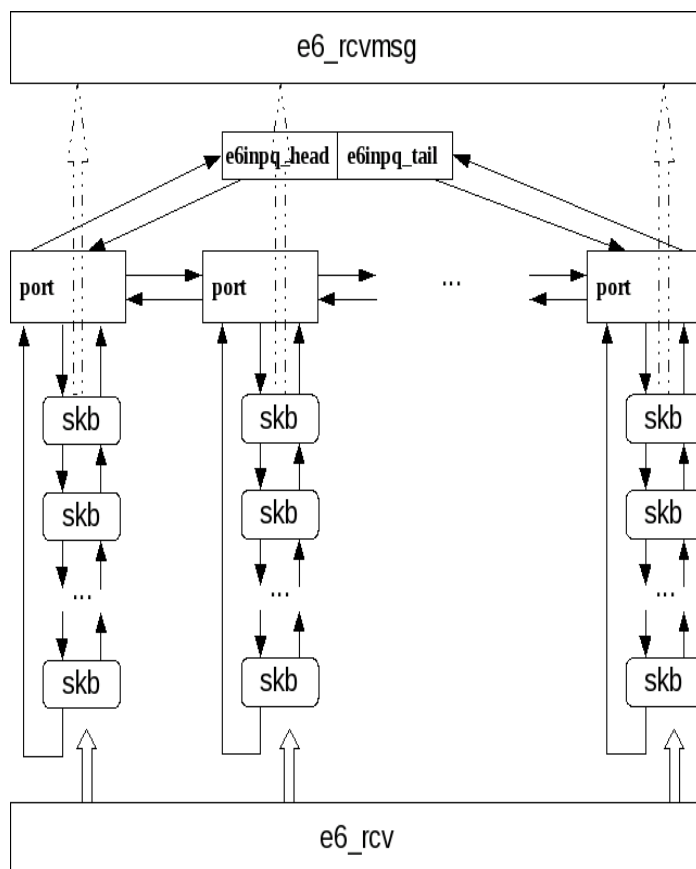 e6_rcvmsg
e6inpq_head e6inpq_tail
port port ... port
skb skb skb
skb skb skb
... ... ...
skb skb skb
e6_rcv